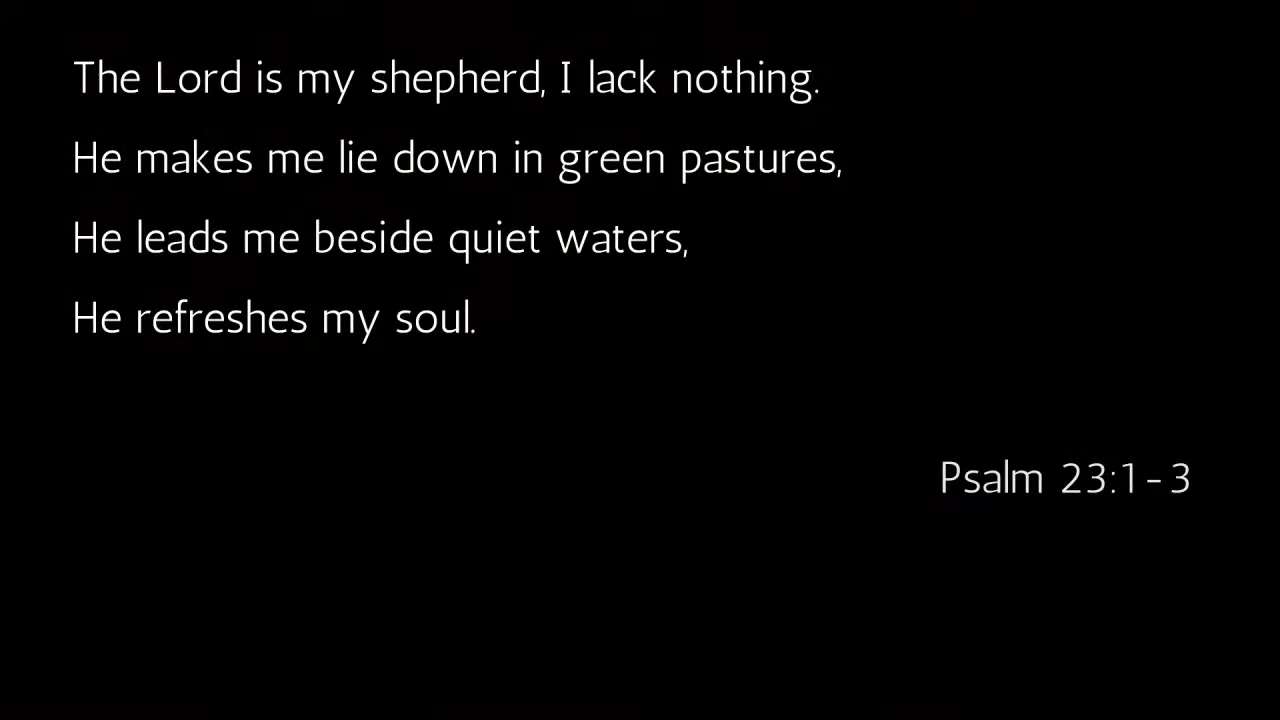 The Lord is my shepherd, I lack nothing.
He makes me lie down in green pastures,
He leads me beside quiet waters,
He refreshes my soul.
Psalm 23:1-3